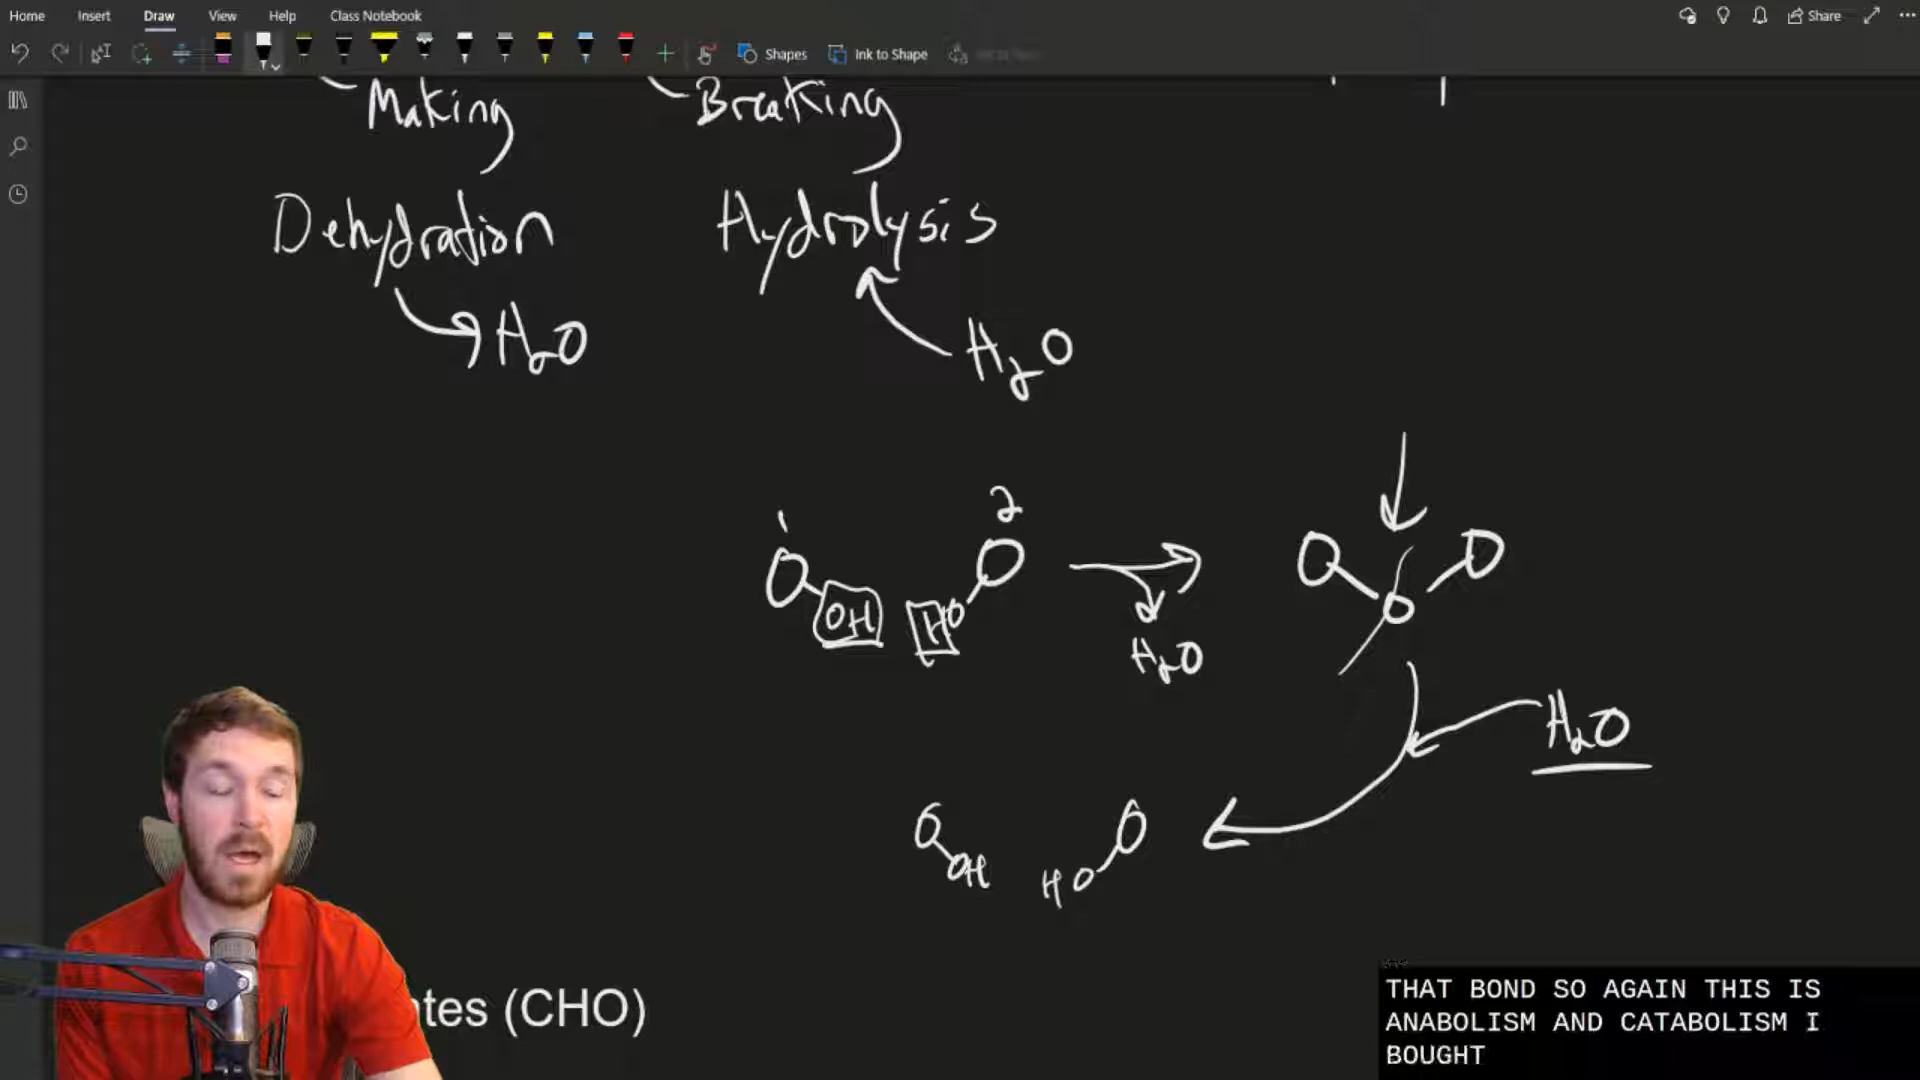 Home Insert Draw View Help Class Notebook Share
Shapes Ink to Shape
Making Breaking
Dehydration Hydrolysis
H2O H2O
1 2
OH HO O
H2O
H2O
OH HO
tes (CHO)
THAT BOND SO AGAIN THIS IS
ANABOLISM AND CATABOLISM I
BOUGHT